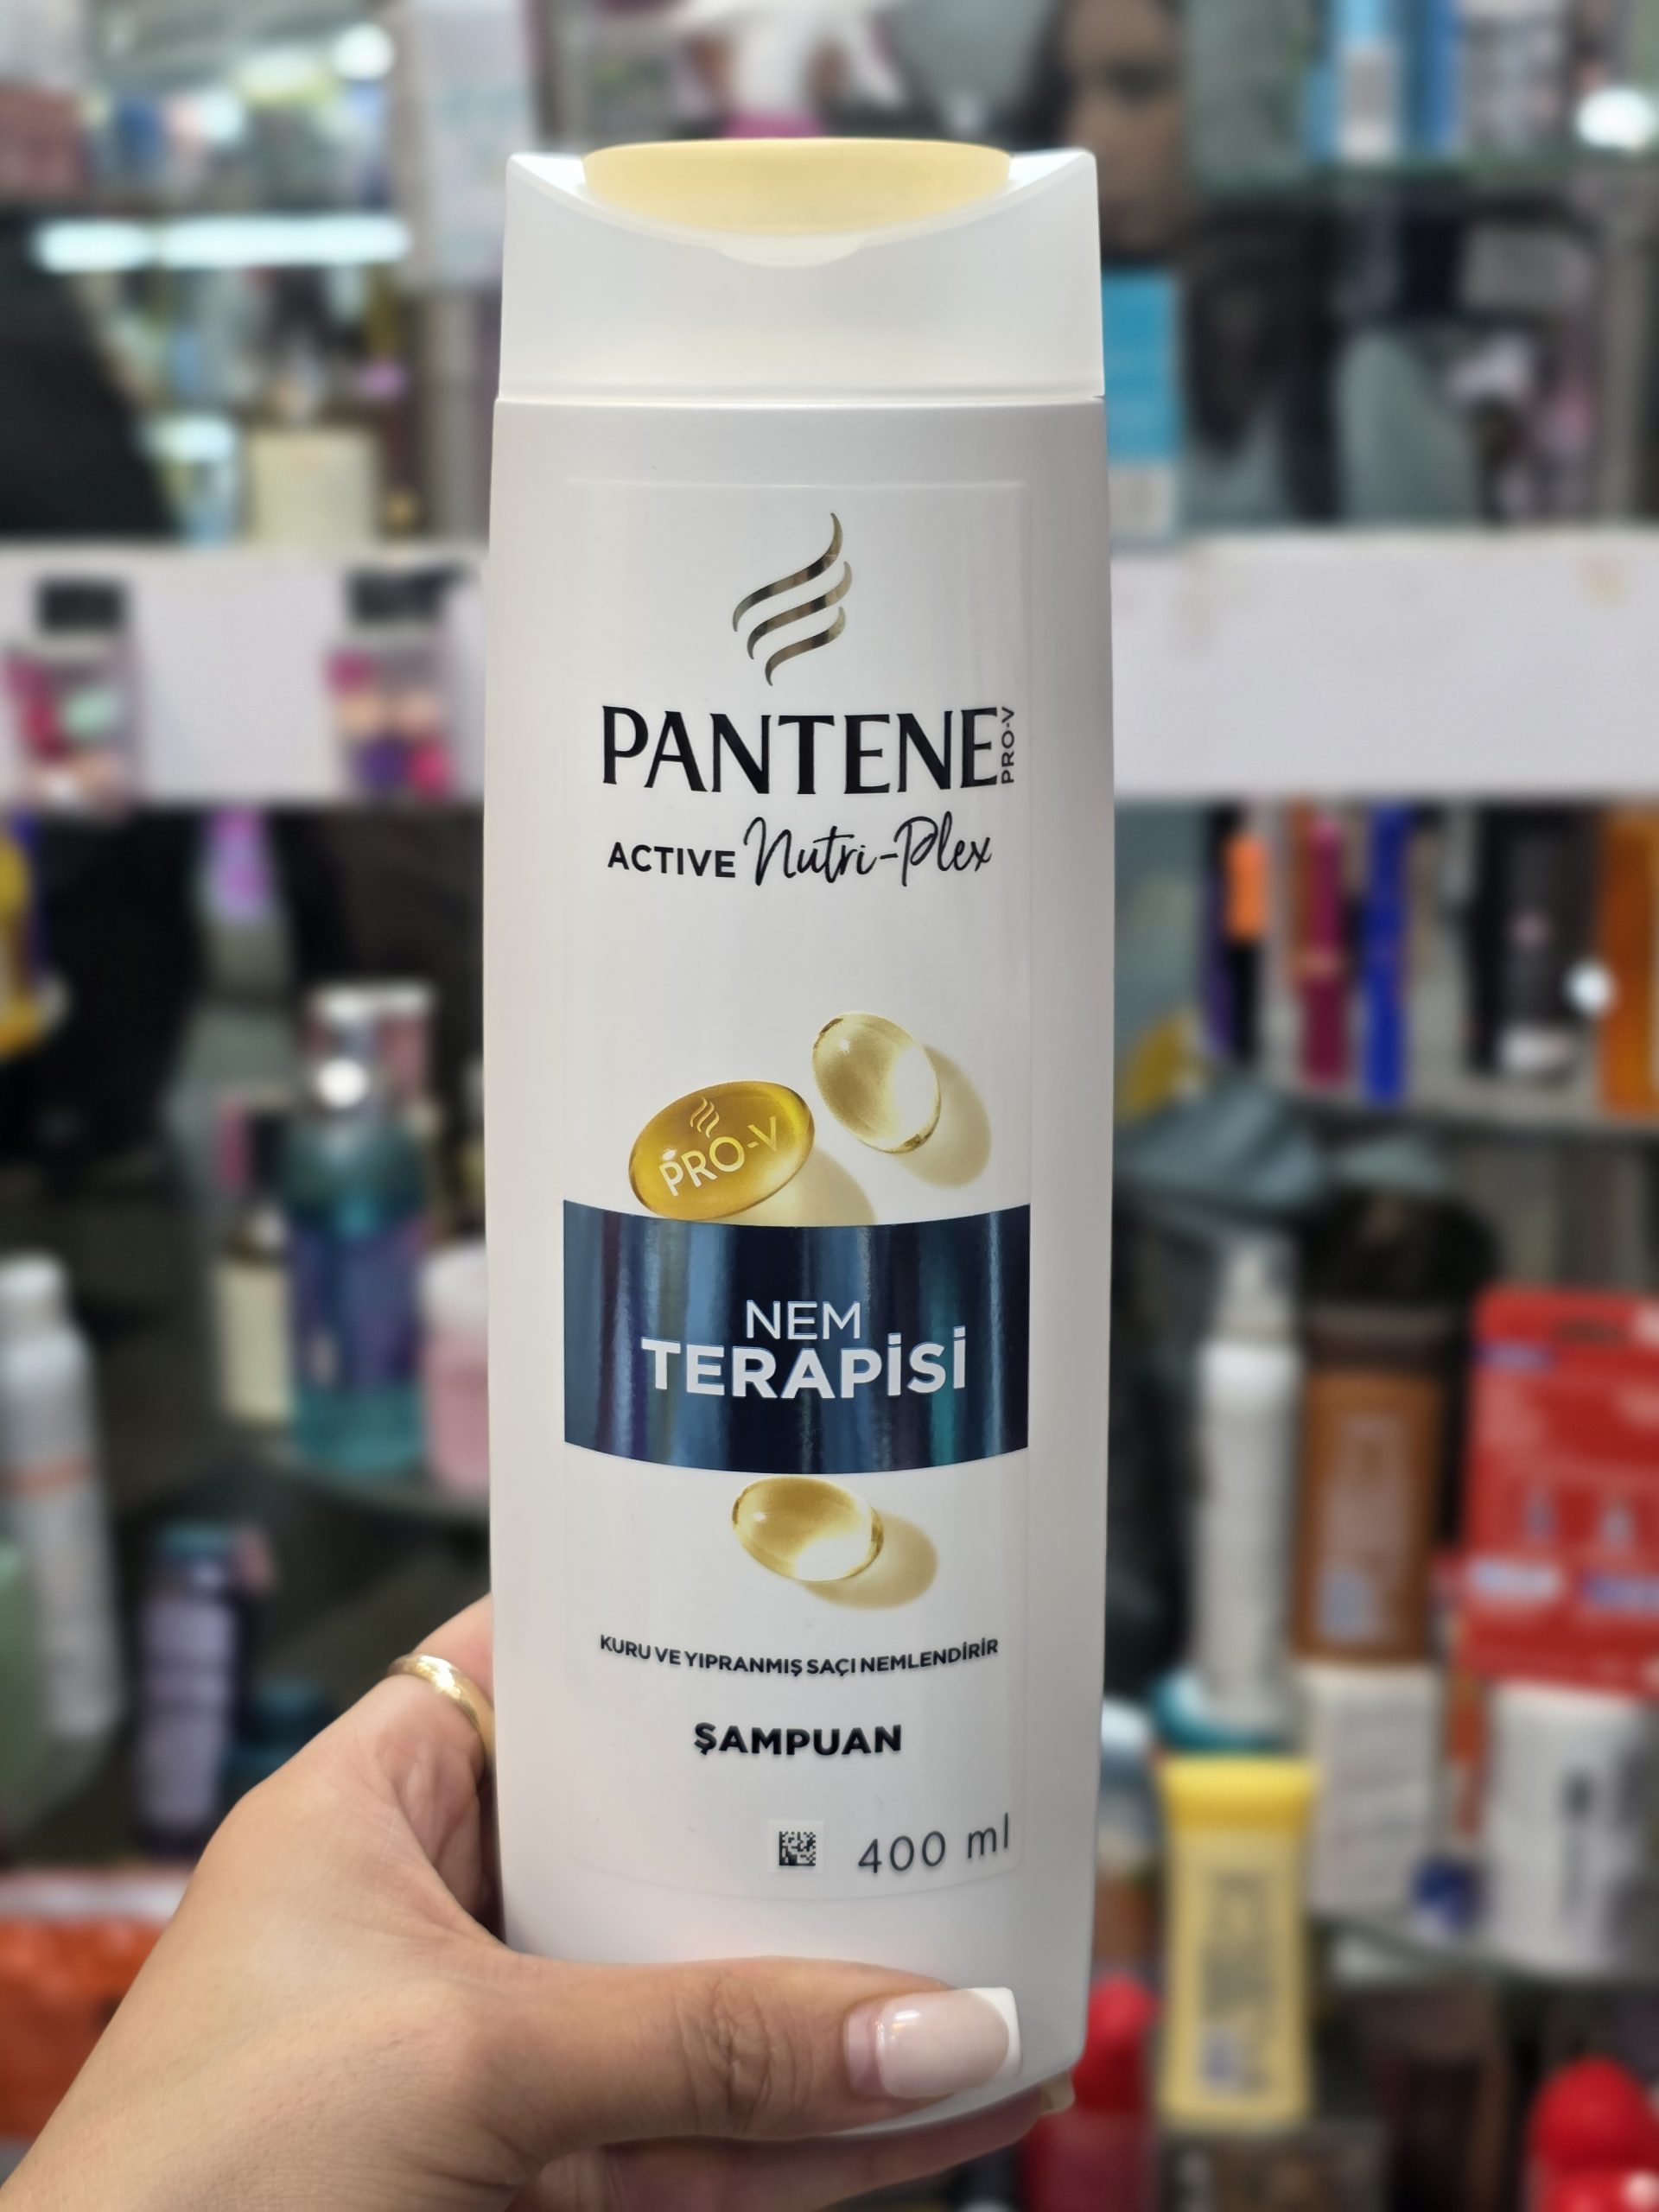 PANTENE PRO-V
ACTIVE Nutri-Plex
PRO-V
NEM
TERAPİSİ
KURU VE YIPRANMIŞ SAÇI NEMLENDİRİR
ŞAMPUAN
400 ml